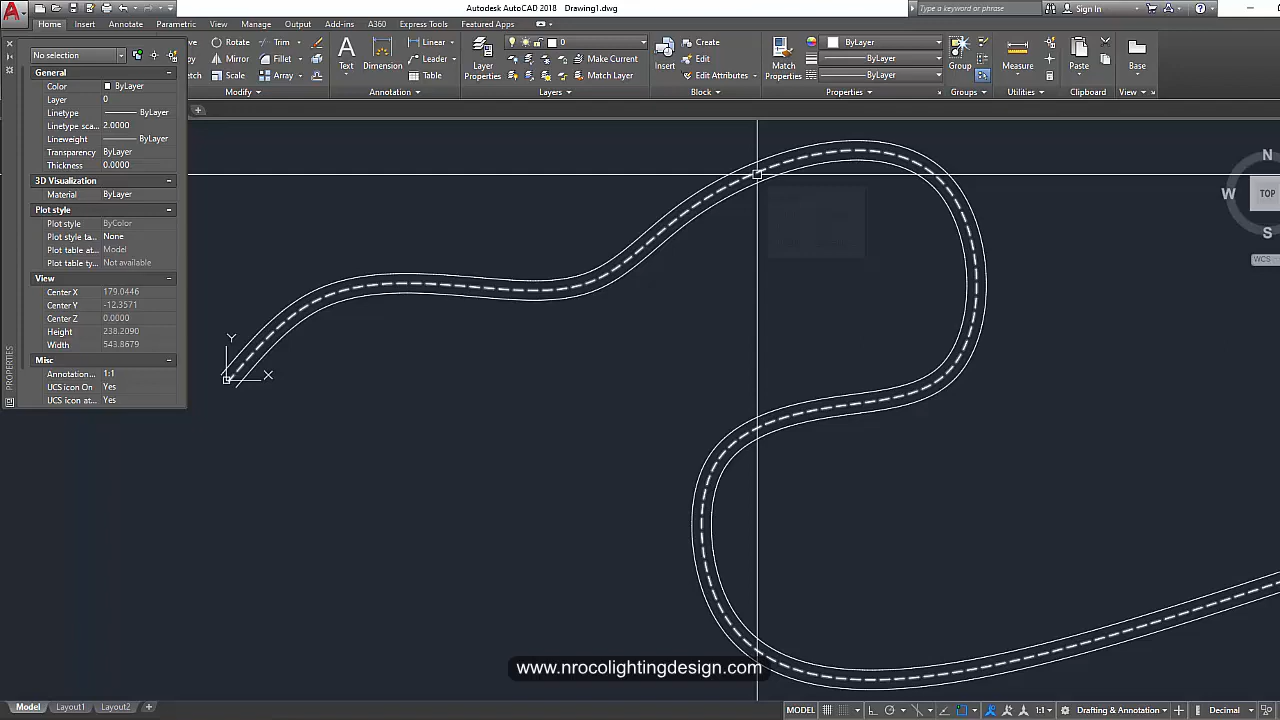 Autodesk AutoCAD 2018 Drawing1.dwg
Type a keyword or phrase
Sign In
Home Insert Annotate Parametric View Manage Output Add-ins A360 Express Tools Featured Apps
No selection
General
Color ByLayer
Layer 0
Linetype ByLayer
Linetype sca... 2.0000
Lineweight ByLayer
Transparency ByLayer
Thickness 0.0000
3D Visualization
Material ByLayer
Plot style
Plot style ByColor
Plot style ta... None
Plot table at... Model
Plot table ty... Not available
View
Center X 179.0446
Center Y -12.3571
Center Z 0.0000
Height 238.2090
Width 543.8679
Misc
Annotation... 1:1
UCS icon On Yes
UCS icon at... Yes
PROPERTIES
Rotate Trim
Mirror Fillet
Scale Array
Modify
Text
Dimension
Linear
Leader
Table
Annotation
Layer
Properties
0
Make Current
Match Layer
Layers
Insert
Create
Edit
Edit Attributes
Block
Match
Properties
ByLayer
ByLayer
ByLayer
Properties
Group
Groups
Measure
Utilities
Paste
Clipboard
Base
View
N
W TOP
S
WCS
Y
X
www.nrocolightingdesign.com
Model Layout1 Layout2 +
MODEL 1:1 Drafting & Annotation Decimal